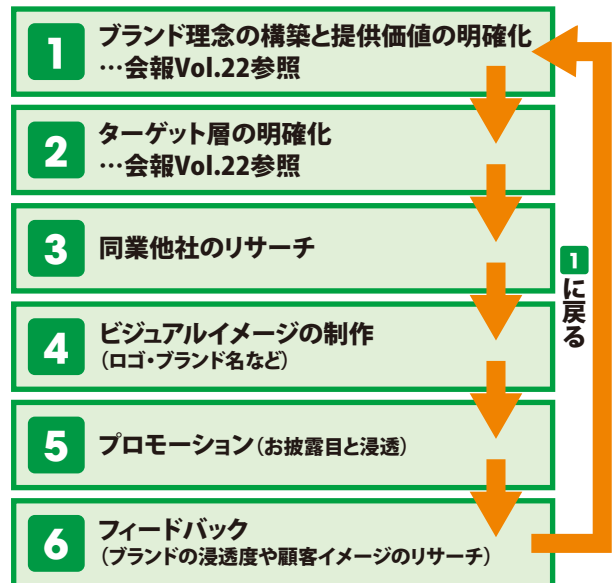 1 ブランド理念の構築と提供価値の明確化
…会報Vol.22参照
2 ターゲット層の明確化
…会報Vol.22参照
3 同業他社のリサーチ
4 ビジュアルイメージの制作
（ロゴ・ブランド名など）
5 プロモーション（お披露目と浸透）
6 フィードバック
（ブランドの浸透度や顧客イメージのリサーチ）
1に戻る